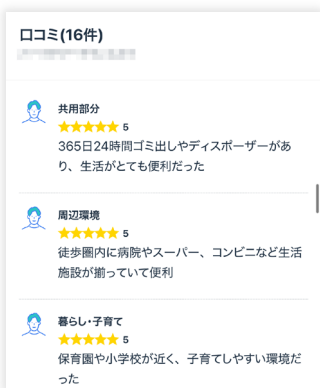 口コミ(16件)
共用部分
★★★★★ 5
365日24時間ゴミ出しやディスポーザーがあ
り、生活がとても便利だった
周辺環境
★★★★★ 5
徒歩圏内に病院やスーパー、コンビニなど生活
施設が揃っていて便利
暮らし・子育て
★★★★★ 5
保育園や小学校が近く、子育てしやすい環境だ
った